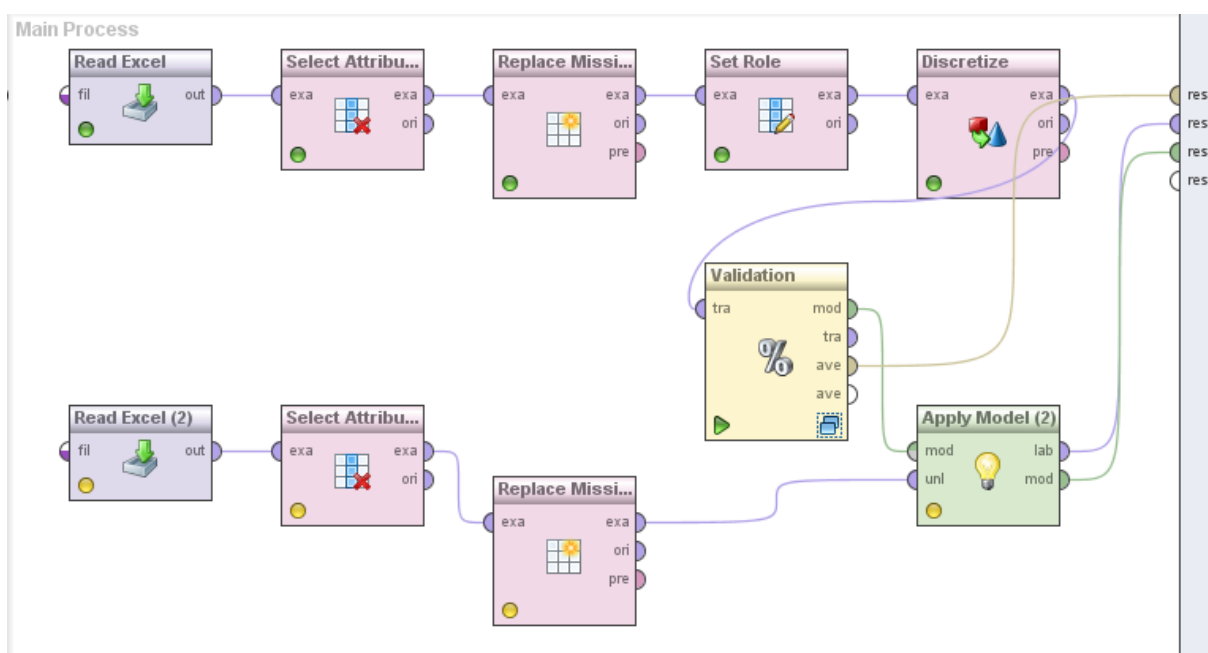 Main Process
Read Excel
fil out
Select Attribu...
exa exa
ori
Replace Missi...
exa exa
ori
pre
Set Role
exa exa
ori
Discretize
exa exa
ori
pre
res
res
res
res
Validation
tra mod
tra
ave
ave
Read Excel (2)
fil out
Select Attribu...
exa exa
ori
Replace Missi...
exa exa
ori
pre
Apply Model (2)
mod lab
unl mod